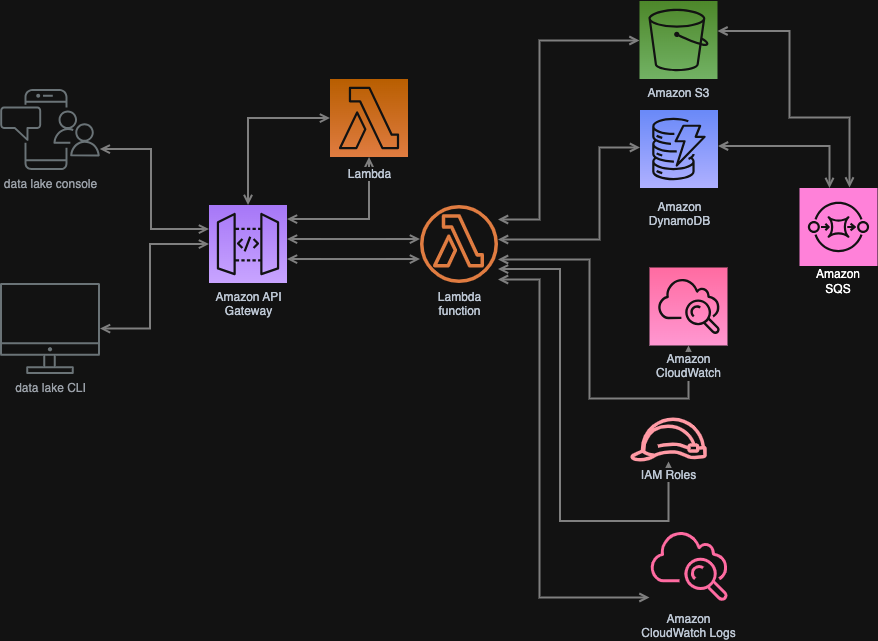 Amazon S3
data lake console
Lambda
Amazon
DynamoDB
</>
Amazon API
Gateway
Lambda
function
Amazon
SQS
data lake CLI
Amazon
CloudWatch
IAM Roles
Amazon
CloudWatch Logs